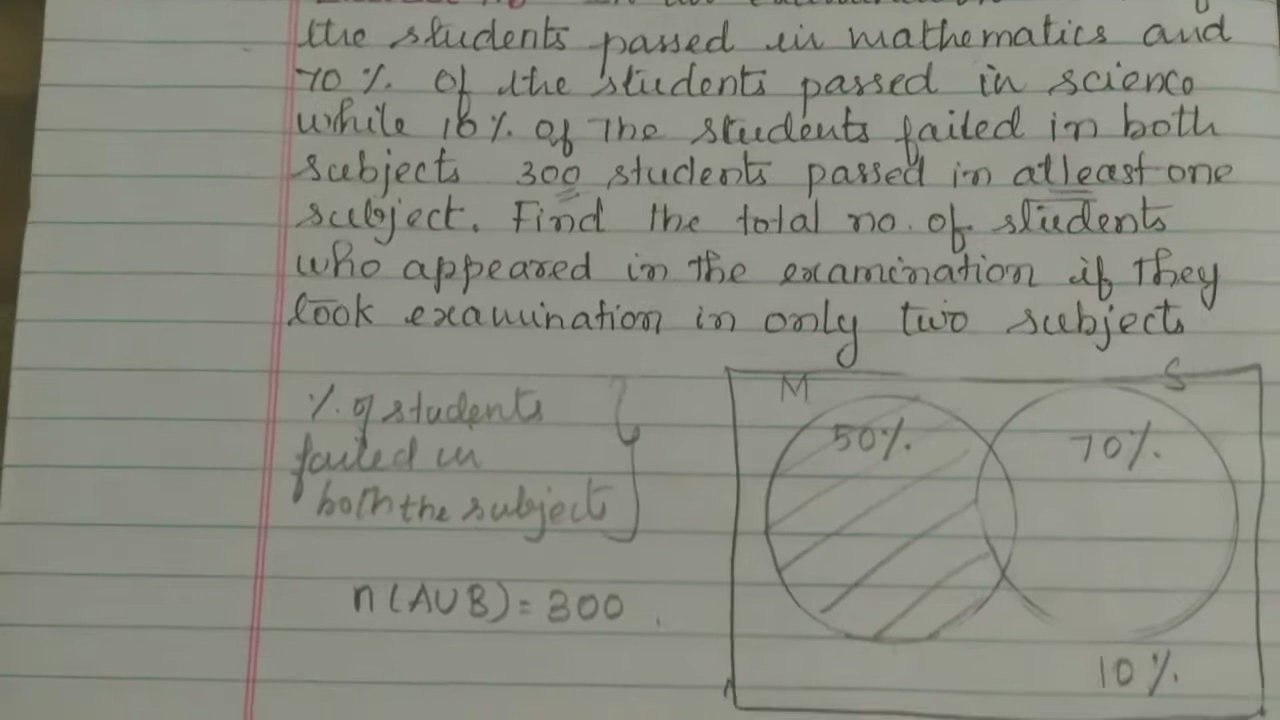 the students passed in mathematics and
70 %. of the students passed in science
while 10 %. of the students failed in both
subjects 300 students passed in atleast one
subject. Find the total no. of students
who appeared in the examination if they
took examination in only two subjects
%. of students
failed in
both the subject
n(AUB) = 300
M
S
50%.
70%.
10%.